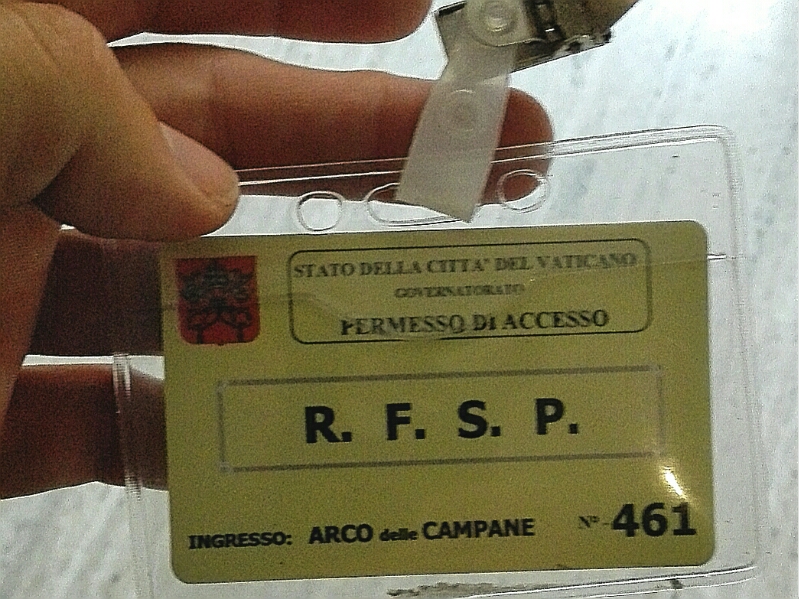 STATO DELLA CITTA' DEL VATICANO
GOVERNATORATO
PERMESSO DI ACCESSO
R. F. S. P.
INGRESSO: ARCO delle CAMPANE N° 461